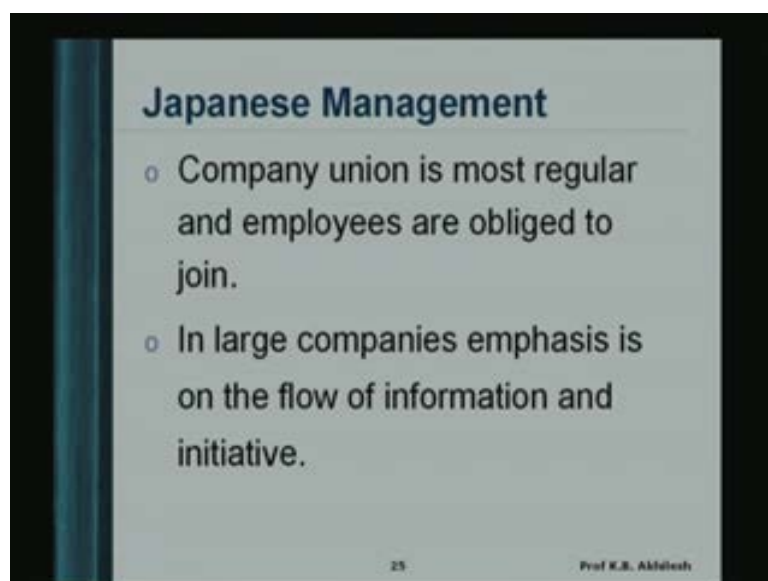 Japanese Management
o Company union is most regular
and employees are obliged to
join.
o In large companies emphasis is
on the flow of information and
initiative.
25
Prof K.B. Akhilesh